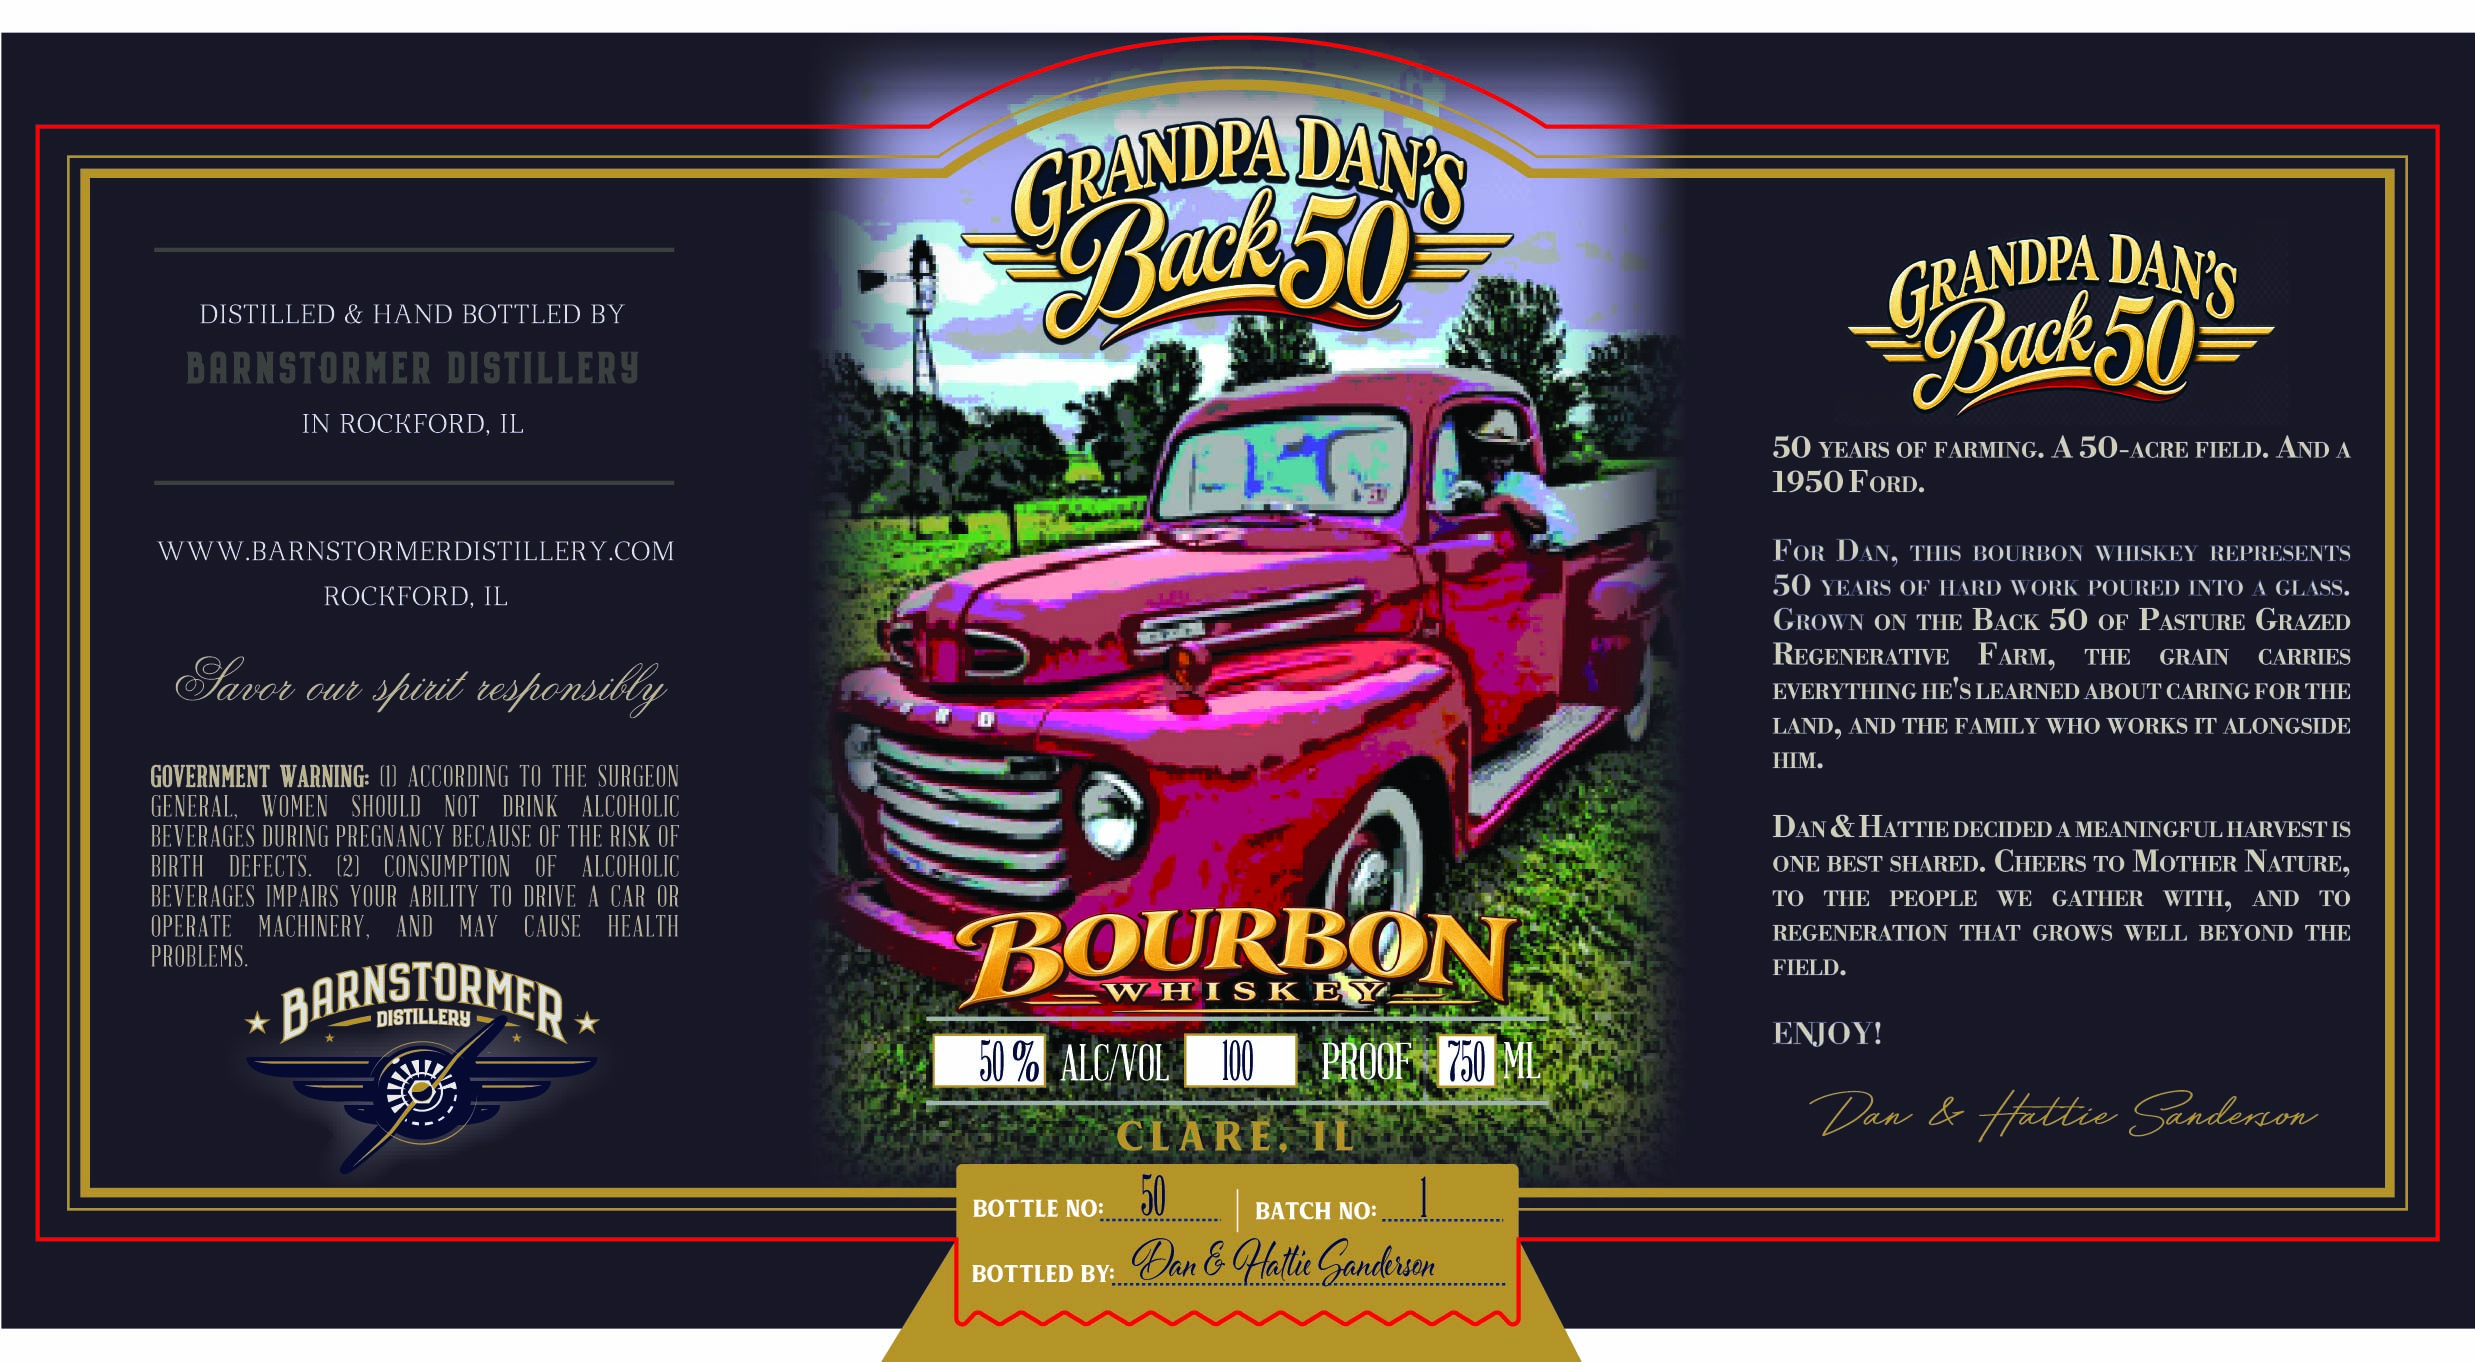 DISTILLED & HAND BOTTLED BY
BARNSTORMER DISTILLERY
IN ROCKFORD, IL
WWW.BARNSTORMERDISTILLERY.COM
ROCKFORD, IL
Savor our spirit responsibly
GOVERNMENT WARNING: (1) ACCORDING TO THE SURGEON
GENERAL, WOMEN SHOULD NOT DRINK ALCOHOLIC
BEVERAGES DURING PREGNANCY BECAUSE OF THE RISK OF
BIRTH DEFECTS. (2) CONSUMPTION OF ALCOHOLIC
BEVERAGES IMPAIRS YOUR ABILITY TO DRIVE A CAR OR
OPERATE MACHINERY, AND MAY CAUSE HEALTH
PROBLEMS.
BARNSTORMER
DISTILLERY
GRANDPA DAN'S
Back 50
FORD
BOURBON
WHISKEY
50 % ALC/VOL 100 PROOF 750 ML
CLARE, IL
BOTTLE NO: 50 BATCH NO: 1
BOTTLED BY: Dan & Hattie Sanderson
GRANDPA DAN'S
Back 50
50 YEARS OF FARMING. A 50-ACRE FIELD. AND A
1950 FORD.
FOR DAN, THIS BOURBON WHISKEY REPRESENTS
50 YEARS OF HARD WORK POURED INTO A GLASS.
GROWN ON THE BACK 50 OF PASTURE GRAZED
REGENERATIVE FARM, THE GRAIN CARRIES
EVERYTHING HE'S LEARNED ABOUT CARING FOR THE
LAND, AND THE FAMILY WHO WORKS IT ALONGSIDE
HIM.
DAN & HATTIE DECIDED A MEANINGFUL HARVEST IS
ONE BEST SHARED. CHEERS TO MOTHER NATURE,
TO THE PEOPLE WE GATHER WITH, AND TO
REGENERATION THAT GROWS WELL BEYOND THE
FIELD.
ENJOY!
Dan & Hattie Sanderson